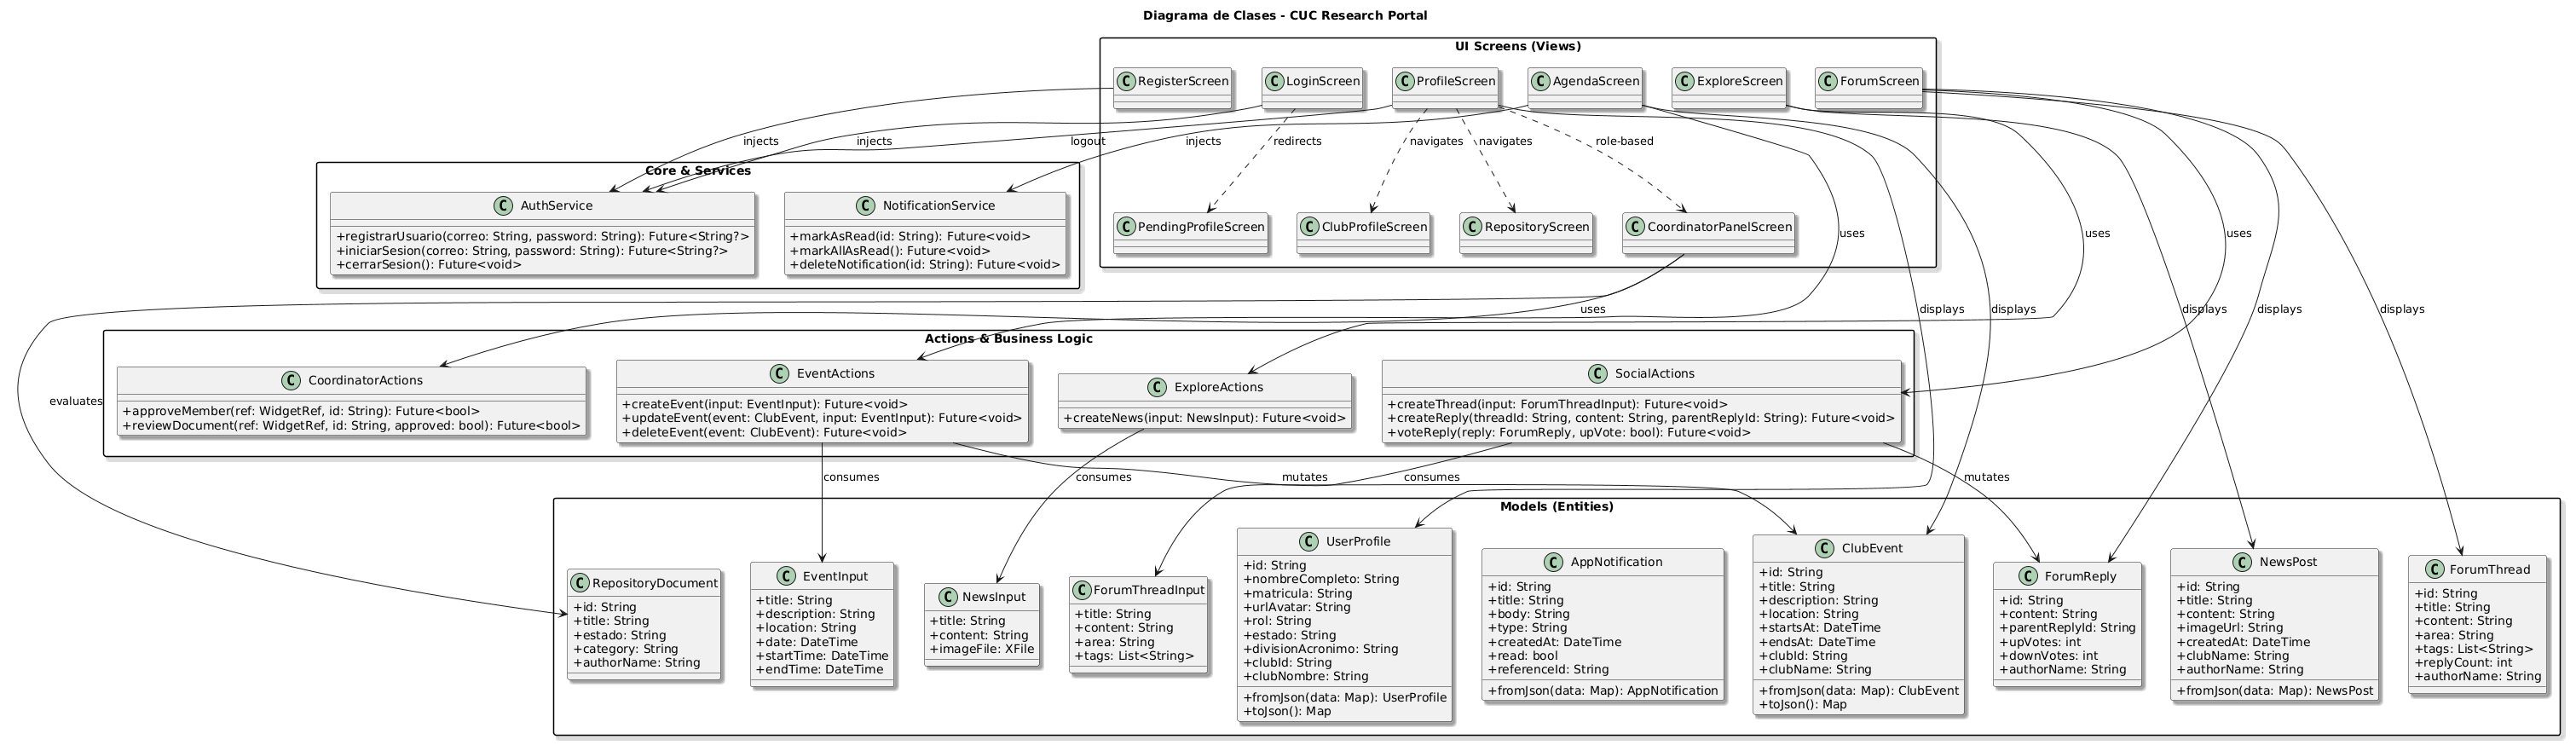 Diagrama de Clases - CUC Research Portal
UI Screens (Views)
C RegisterScreen
C LoginScreen
C ProfileScreen
C AgendaScreen
C ExploreScreen
C ForumScreen
injects
injects
logout
injects
redirects
navigates
navigates
role-based
Core & Services
C AuthService
+registrarUsuario(correo: String, password: String): Future<String?>
+iniciarSesion(correo: String, password: String): Future<String?>
+cerrarSesion(): Future<void>
C NotificationService
+markAsRead(id: String): Future<void>
+markAllAsRead(): Future<void>
+deleteNotification(id: String): Future<void>
C PendingProfileScreen
C ClubProfileScreen
C RepositoryScreen
C CoordinatorPanelScreen
uses
uses
uses
uses
displays
displays
displays
displays
displays
evaluates
Actions & Business Logic
C CoordinatorActions
+approveMember(ref: WidgetRef, id: String): Future<bool>
+reviewDocument(ref: WidgetRef, id: String, approved: bool): Future<bool>
C EventActions
+createEvent(input: EventInput): Future<void>
+updateEvent(event: ClubEvent, input: EventInput): Future<void>
+deleteEvent(event: ClubEvent): Future<void>
C ExploreActions
+createNews(input: NewsInput): Future<void>
C SocialActions
+createThread(input: ForumThreadInput): Future<void>
+createReply(threadId: String, content: String, parentReplyId: String): Future<void>
+voteReply(reply: ForumReply, upVote: bool): Future<void>
consumes
consumes
mutates
consumes
mutates
Models (Entities)
C RepositoryDocument
+id: String
+title: String
+estado: String
+category: String
+authorName: String
C EventInput
+title: String
+description: String
+location: String
+date: DateTime
+startTime: DateTime
+endTime: DateTime
C NewsInput
+title: String
+content: String
+imageFile: XFile
C ForumThreadInput
+title: String
+content: String
+area: String
+tags: List<String>
C UserProfile
+id: String
+nombreCompleto: String
+matricula: String
+urlAvatar: String
+rol: String
+estado: String
+divisionAcronimo: String
+clubId: String
+clubNombre: String
+fromJson(data: Map): UserProfile
+toJson(): Map
C AppNotification
+id: String
+title: String
+body: String
+type: String
+createdAt: DateTime
+read: bool
+referenceId: String
+fromJson(data: Map): AppNotification
C ClubEvent
+id: String
+title: String
+description: String
+location: String
+startsAt: DateTime
+endsAt: DateTime
+clubId: String
+clubName: String
+fromJson(data: Map): ClubEvent
+toJson(): Map
C ForumReply
+id: String
+content: String
+parentReplyId: String
+upVotes: int
+downVotes: int
+authorName: String
C NewsPost
+id: String
+title: String
+content: String
+imageUrl: String
+createdAt: DateTime
+clubName: String
+authorName: String
+fromJson(data: Map): NewsPost
C ForumThread
+id: String
+title: String
+content: String
+area: String
+tags: List<String>
+replyCount: int
+authorName: String